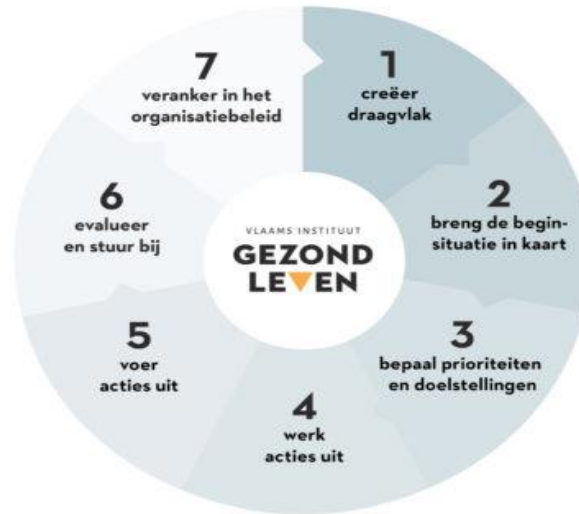 1
creëer
draagvlak
2
breng de begin-
situatie in kaart
3
bepaal prioriteiten
en doelstellingen
4
werk
acties uit
5
voer
acties uit
6
evalueer
en stuur bij
7
veranker in het
organisatiebeleid
VLAAMS INSTITUUT
GEZOND
LEVEN